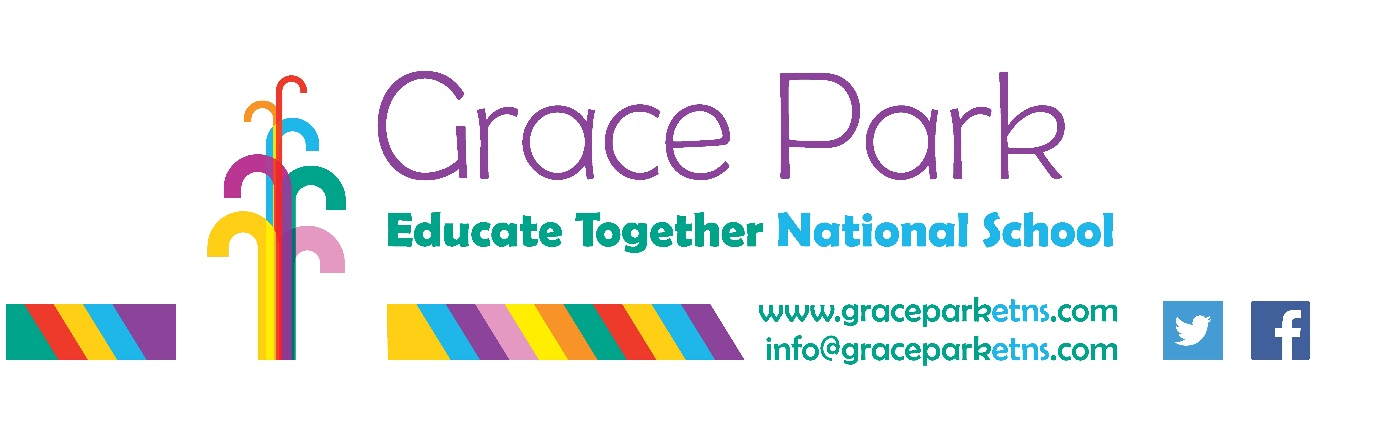 Grace Park
Educate Together National School
www.graceparketns.com
info@graceparketns.com